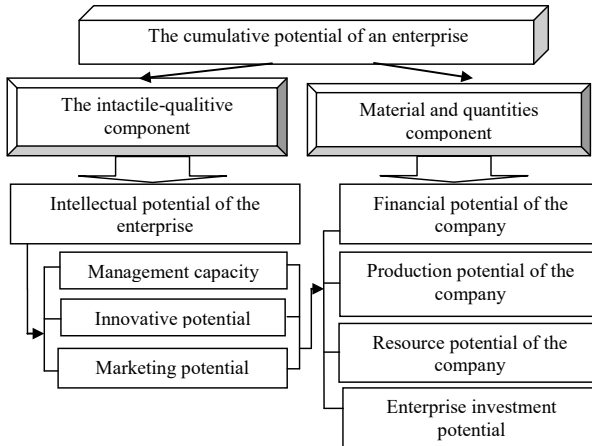 The cumulative potential of an enterprise
The intactile-qualitive
component
Material and quantities
component
Intellectual potential of the
enterprise
Management capacity
Innovative potential
Marketing potential
Financial potential of the
company
Production potential of the
company
Resource potential of the
company
Enterprise investment
potential